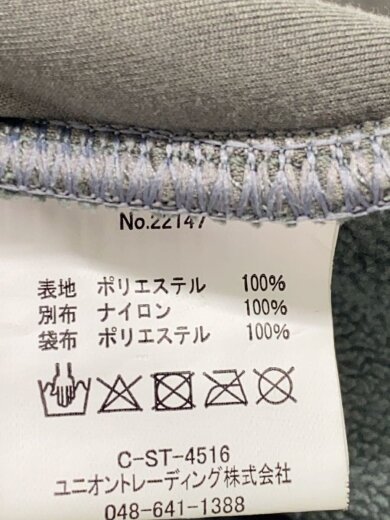 No.22147
表地 ポリエステル 100%
別布 ナイロン 100%
袋布 ポリエステル 100%
C-ST-4516
ユニオントレーディング株式会社
048-641-1388